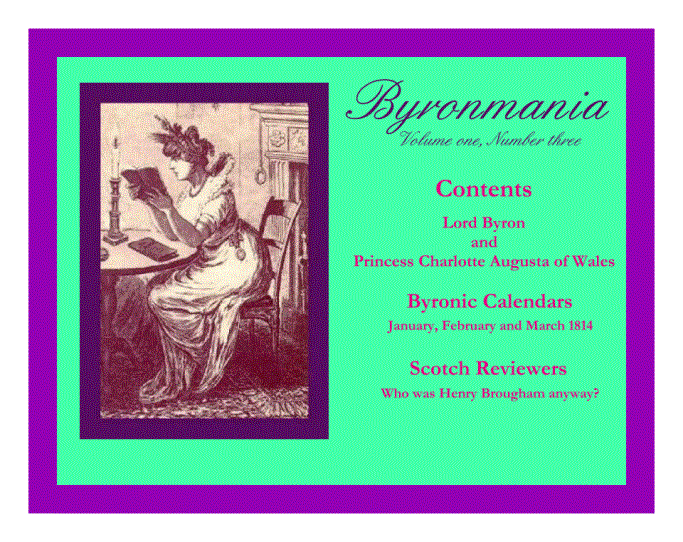 Byronmania
Volume one, Number three
Contents
Lord Byron
and
Princess Charlotte Augusta of Wales
Byronic Calendars
January, February and March 1814
Scotch Reviewers
Who was Henry Brougham anyway?